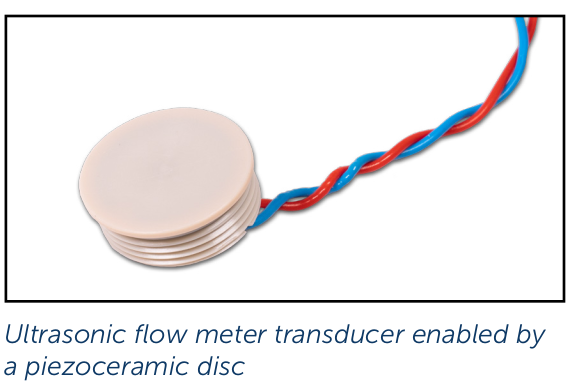 Ultrasonic flow meter transducer enabled by
a piezoceramic disc